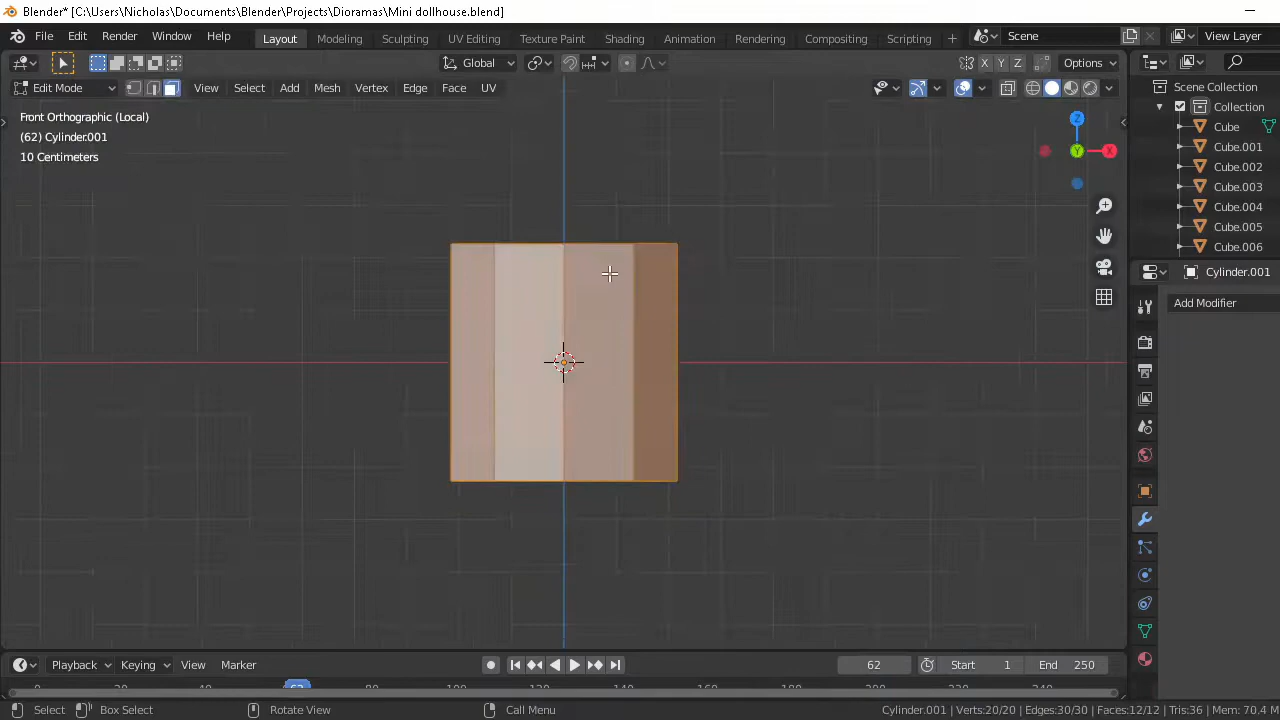 Blender* [C:\Users\Nicholas\Documents\Blender\Projects\Dioramas\Mini dollhouse.blend]
File Edit Render Window Help Layout Modeling Sculpting UV Editing Texture Paint Shading Animation Rendering Compositing Scripting Scene View Layer
Global X Y Z Options
Edit Mode View Select Add Mesh Vertex Edge Face UV
Scene Collection
Collection
Front Orthographic (Local)
(62) Cylinder.001
10 Centimeters
Z
X
Y
Cube
Cube.001
Cube.002
Cube.003
Cube.004
Cube.005
Cube.006
Cylinder.001
Add Modifier
Playback Keying View Marker 62 Start 1 End 250
62
Select Box Select Rotate View Call Menu Cylinder.001 | Verts:20/20 | Edges:30/30 | Faces:12/12 | Tris:36 | Mem: 70.4 M